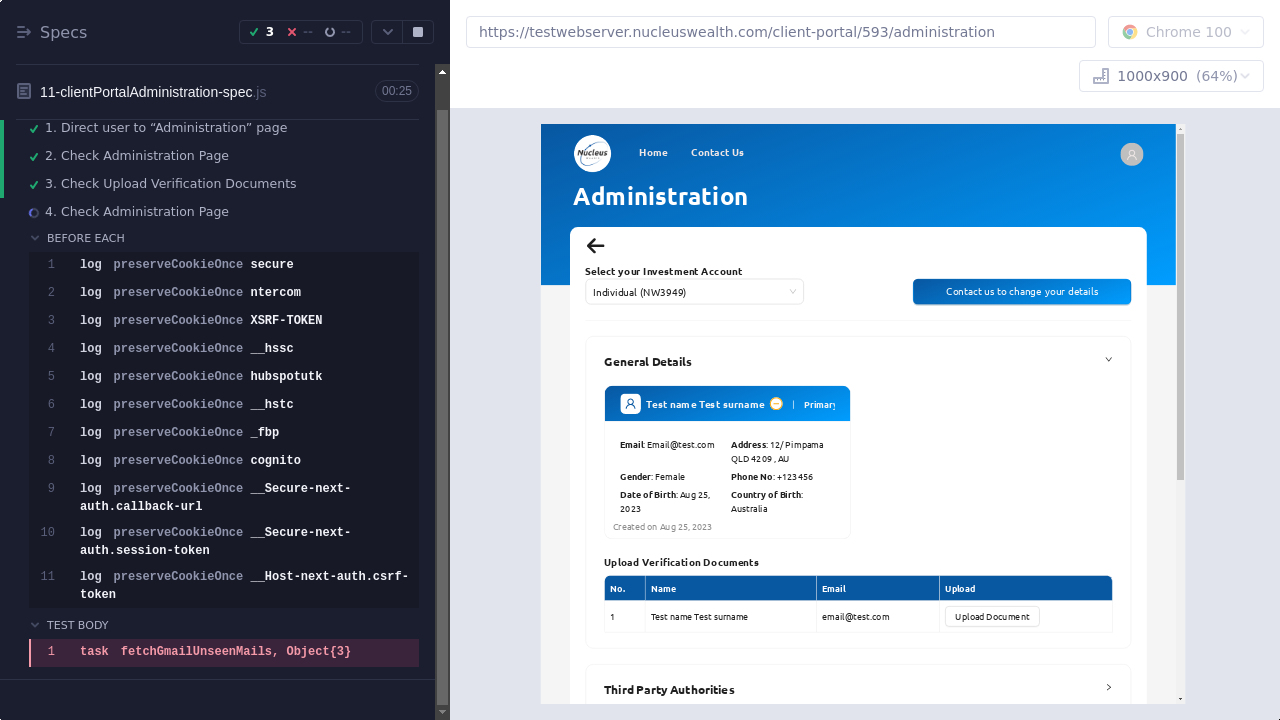 Specs
3
--
--
11-clientPortalAdministration-spec.js
00:25
1. Direct user to “Administration” page
2. Check Administration Page
3. Check Upload Verification Documents
4. Check Administration Page
BEFORE EACH
1 log preserveCookieOnce secure
2 log preserveCookieOnce ntercom
3 log preserveCookieOnce XSRF-TOKEN
4 log preserveCookieOnce __hssc
5 log preserveCookieOnce hubspotutk
6 log preserveCookieOnce __hstc
7 log preserveCookieOnce _fbp
8 log preserveCookieOnce cognito
9 log preserveCookieOnce __Secure-next-
auth.callback-url
10 log preserveCookieOnce __Secure-next-
auth.session-token
11 log preserveCookieOnce __Host-next-auth.csrf-
token
TEST BODY
1 task fetchGmailUnseenMails, Object{3}
https://testwebserver.nucleuswealth.com/client-portal/593/administration
Chrome 100
1000x900 (64%)
Nucleus
Home
Contact Us
Administration
Select your Investment Account
Individual (NW3949)
Contact us to change your details
General Details
Test name Test surname | Primary
Email: Email@test.com
Address: 12/ Pimpama
QLD 4209 , AU
Gender: Female
Phone No: +123456
Date of Birth: Aug 25,
2023
Country of Birth:
Australia
Created on Aug 25, 2023
Upload Verification Documents
No. Name Email Upload
1 Test name Test surname email@test.com Upload Document
Third Party Authorities